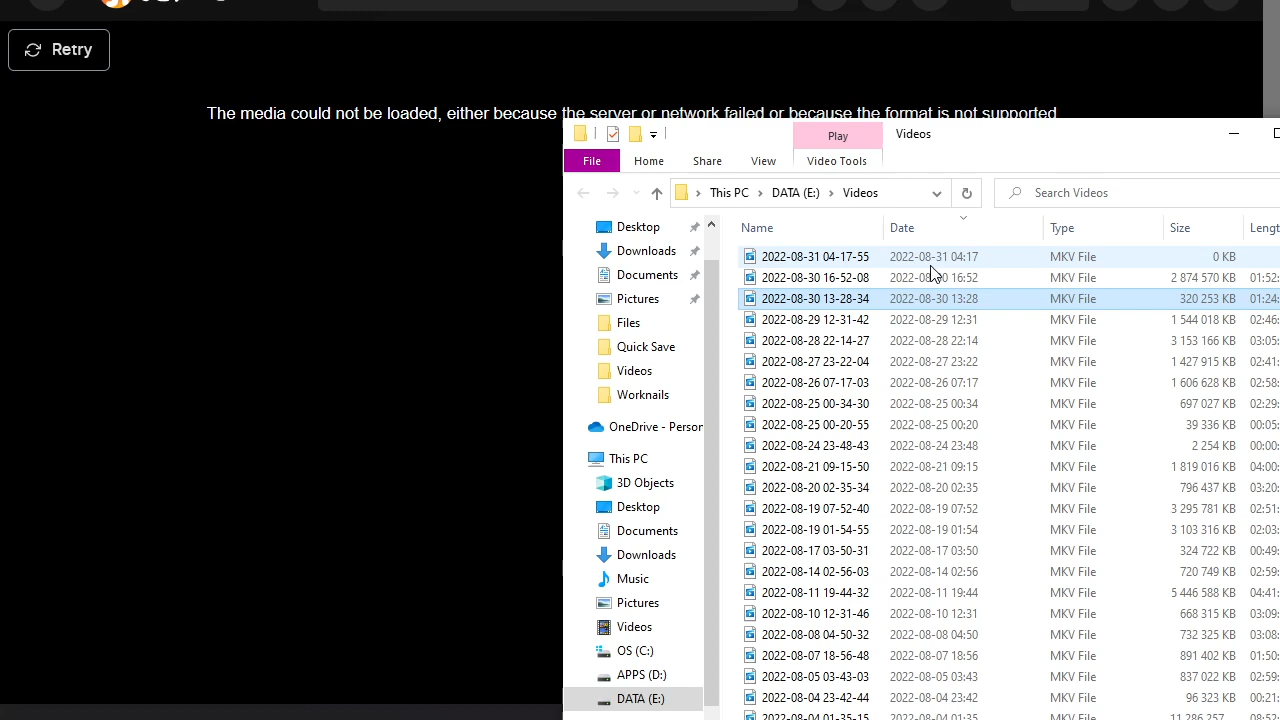 Retry
The media could not be loaded, either because the server or network failed or because the format is not supported
Play
Videos
File
Home
Share
View
Video Tools
This PC > DATA (E:) > Videos
Search Videos
Desktop
Downloads
Documents
Pictures
Files
Quick Save
Videos
Worknails
OneDrive - Person
This PC
3D Objects
Desktop
Documents
Downloads
Music
Pictures
Videos
OS (C:)
APPS (D:)
DATA (E:)
Name Date Type Size Lengt
2022-08-31 04-17-55 2022-08-31 04:17 MKV File 0 KB
2022-08-30 16-52-08 2022-08-30 16:52 MKV File 2 874 570 KB 01:52:
2022-08-30 13-28-34 2022-08-30 13:28 MKV File 320 253 KB 01:24:
2022-08-29 12-31-42 2022-08-29 12:31 MKV File 1 544 018 KB 02:46:
2022-08-28 22-14-27 2022-08-28 22:14 MKV File 3 153 166 KB 03:05:
2022-08-27 23-22-04 2022-08-27 23:22 MKV File 1 427 915 KB 02:41:
2022-08-26 07-17-03 2022-08-26 07:17 MKV File 1 606 628 KB 02:58:
2022-08-25 00-34-30 2022-08-25 00:34 MKV File 697 027 KB 02:29:
2022-08-25 00-20-55 2022-08-25 00:20 MKV File 39 336 KB 00:05:
2022-08-24 23-48-43 2022-08-24 23:48 MKV File 2 254 KB 00:00:
2022-08-21 09-15-50 2022-08-21 09:15 MKV File 1 819 016 KB 04:00:
2022-08-20 02-35-34 2022-08-20 02:35 MKV File 796 437 KB 03:20:
2022-08-19 07-52-40 2022-08-19 07:52 MKV File 3 295 781 KB 02:51:
2022-08-19 01-54-55 2022-08-19 01:54 MKV File 3 103 316 KB 02:03:
2022-08-17 03-50-31 2022-08-17 03:50 MKV File 324 722 KB 00:49:
2022-08-14 02-56-03 2022-08-14 02:56 MKV File 720 749 KB 02:59:
2022-08-11 19-44-32 2022-08-11 19:44 MKV File 5 446 588 KB 04:41:
2022-08-10 12-31-46 2022-08-10 12:31 MKV File 668 315 KB 03:09:
2022-08-08 04-50-32 2022-08-08 04:50 MKV File 732 325 KB 03:08:
2022-08-07 18-56-48 2022-08-07 18:56 MKV File 891 402 KB 01:50:
2022-08-05 03-43-05 2022-08-05 03:43 MKV File 837 022 KB 02:59:
2022-08-04 23-42-44 2022-08-04 23:42 MKV File 96 323 KB 00:21:
2022-08-04 01-35-15 2022-08-04 01:35 MKV File